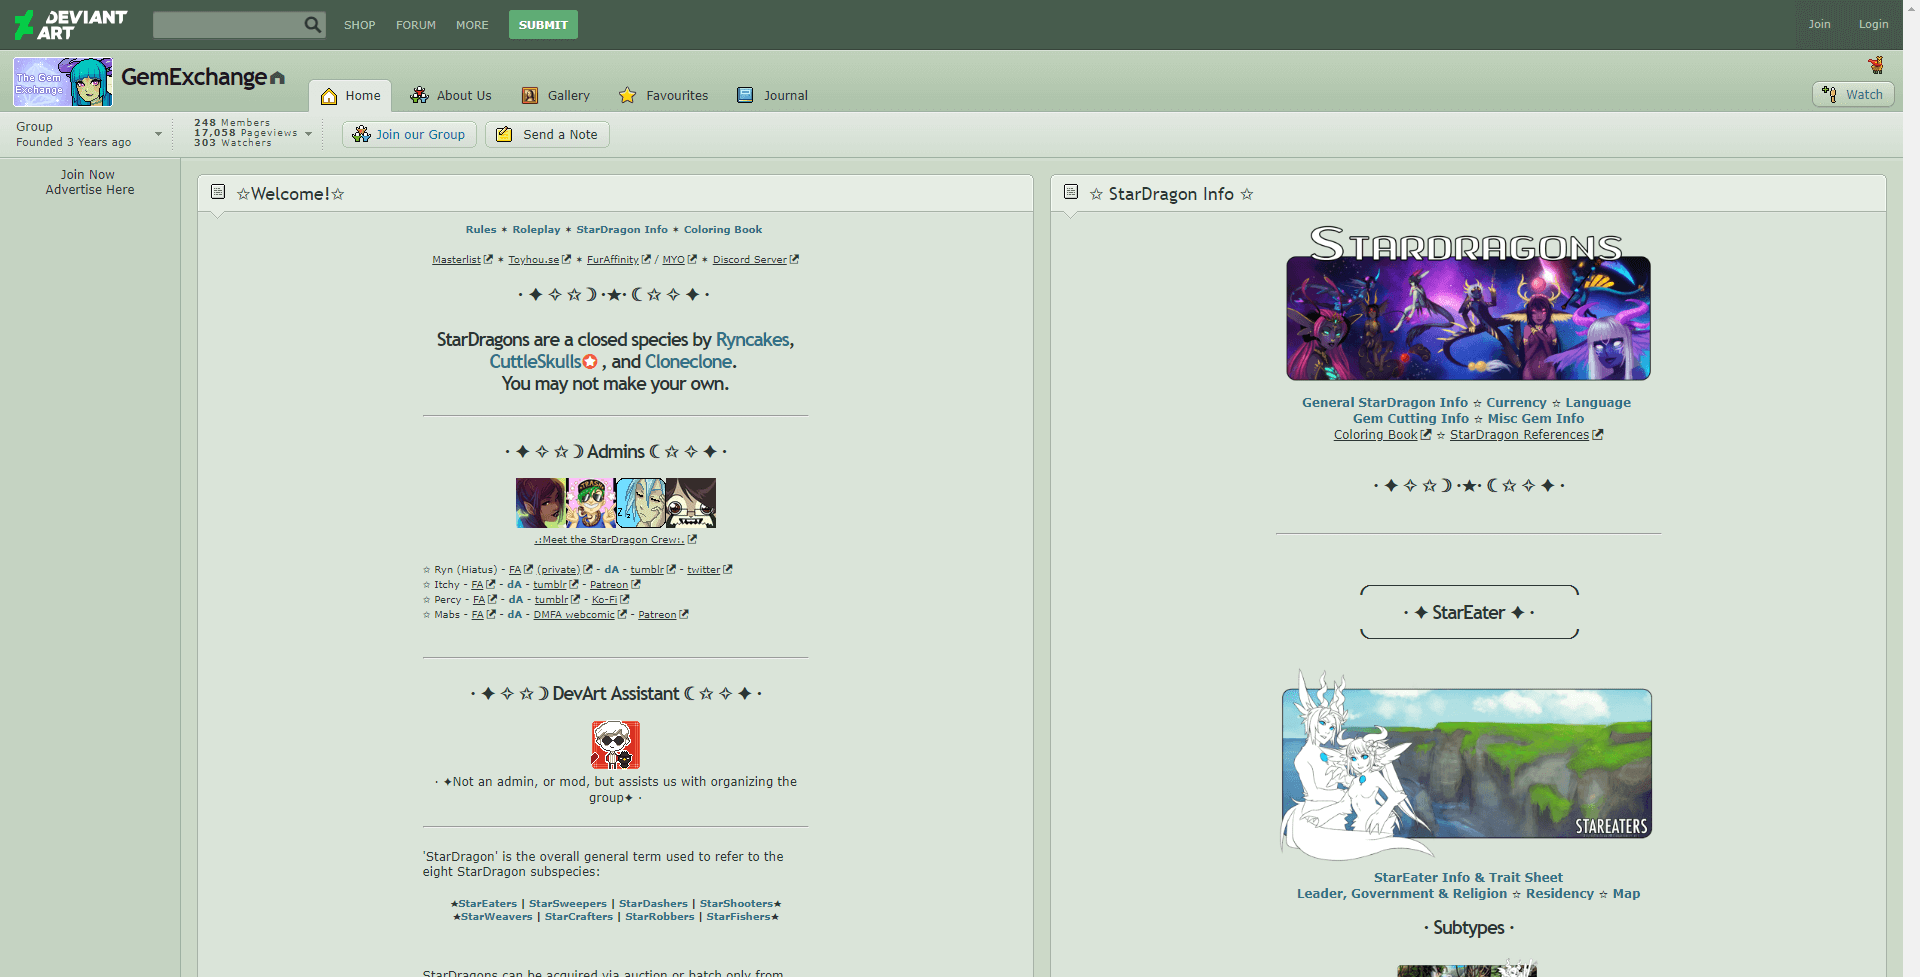 DEVIANT
ART
SHOP
FORUM
MORE
SUBMIT
Join
Login
The Gem
Exchange
GemExchange
Home
About Us
Gallery
Favourites
Journal
Watch
Group
Founded 3 Years ago
248 Members
17,058 Pageviews
303 Watchers
Join our Group
Send a Note
Join Now
Advertise Here
☆Welcome!☆
Rules ✶ Roleplay ✶ StarDragon Info ✶ Coloring Book
Masterlist ✶ Toyhou.se ✶ FurAffinity / MYO ✶ Discord Server
· ✦ ✧ ☆ ☽ ·★· ☾ ☆ ✧ ✦ ·
StarDragons are a closed species by Ryncakes,
CuttleSkulls , and Cloneclone.
You may not make your own.
· ✦ ✧ ☆ ☽ Admins ☾ ☆ ✧ ✦ ·
TRASH
Z z
.:Meet the StarDragon Crew:.
☆ Ryn (Hiatus) - FA (private) - dA - tumblr - twitter
☆ Itchy - FA - dA - tumblr - Patreon
☆ Percy - FA - dA - tumblr - Ko-Fi
☆ Mabs - FA - dA - DMFA webcomic - Patreon
· ✦ ✧ ☆ ☽ DevArt Assistant ☾ ☆ ✧ ✦ ·
· ✦Not an admin, or mod, but assists us with organizing the
group✦ ·
'StarDragon' is the overall general term used to refer to the
eight StarDragon subspecies:
★StarEaters | StarSweepers | StarDashers | StarShooters★
★StarWeavers | StarCrafters | StarRobbers | StarFishers★
StarDragons can be acquired via auction or batch only from
☆ StarDragon Info ☆
STARDRAGONS
General StarDragon Info ☆ Currency ☆ Language
Gem Cutting Info ☆ Misc Gem Info
Coloring Book ☆ StarDragon References
· ✦ ✧ ☆ ☽ ·★· ☾ ☆ ✧ ✦ ·
· ✦ StarEater ✦ ·
STAREATERS
StarEater Info & Trait Sheet
Leader, Government & Religion ☆ Residency ☆ Map
· Subtypes ·